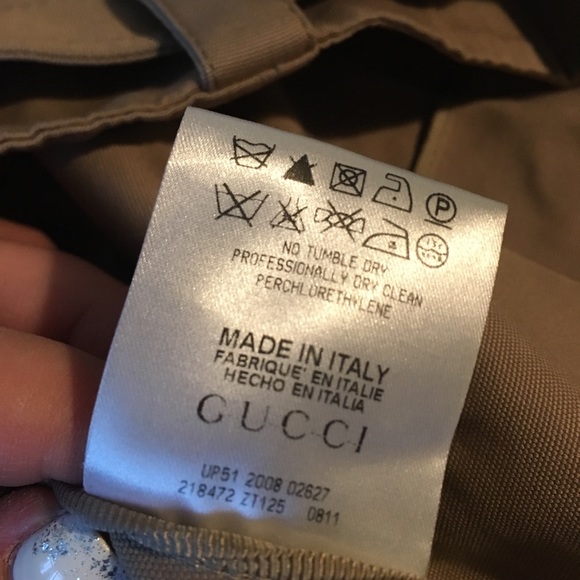 P
NO TUMBLE DRY
PROFESSIONALLY DRY CLEAN
PERCHLORETHYLENE
MADE IN ITALY
FABRIQUE' EN ITALIE
HECHO EN ITALIA
GUCCI
UP51 2008 D2627
218472 ZT125 0811